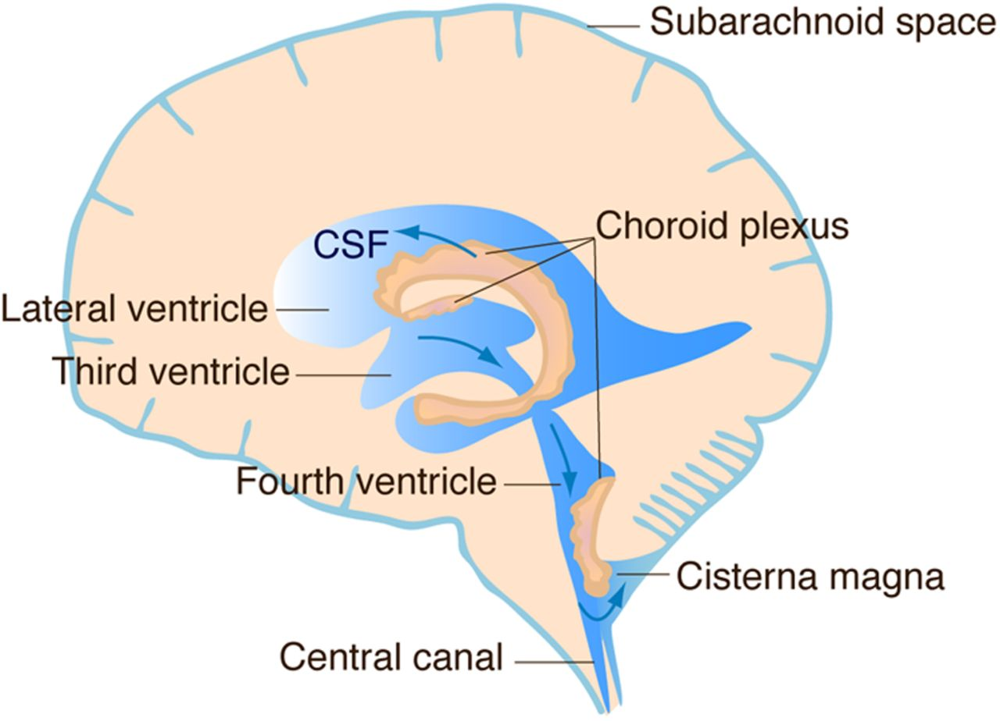 Subarachnoid space
Choroid plexus
CSF
Lateral ventricle
Third ventricle
Fourth ventricle
Cisterna magna
Central canal